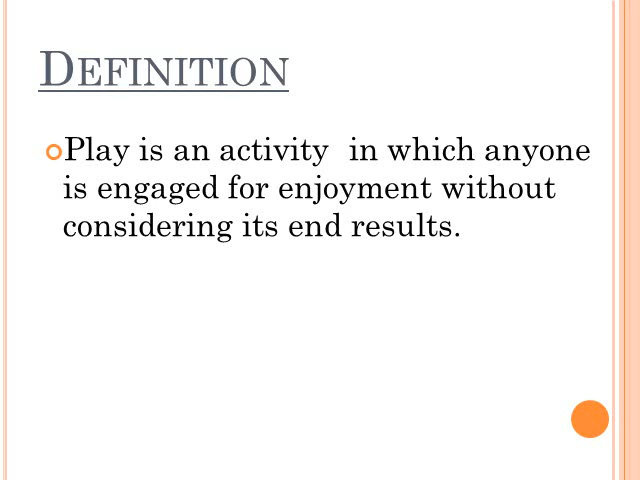 DEFINITION
Play is an activity  in which anyone
is engaged for enjoyment without
considering its end results.